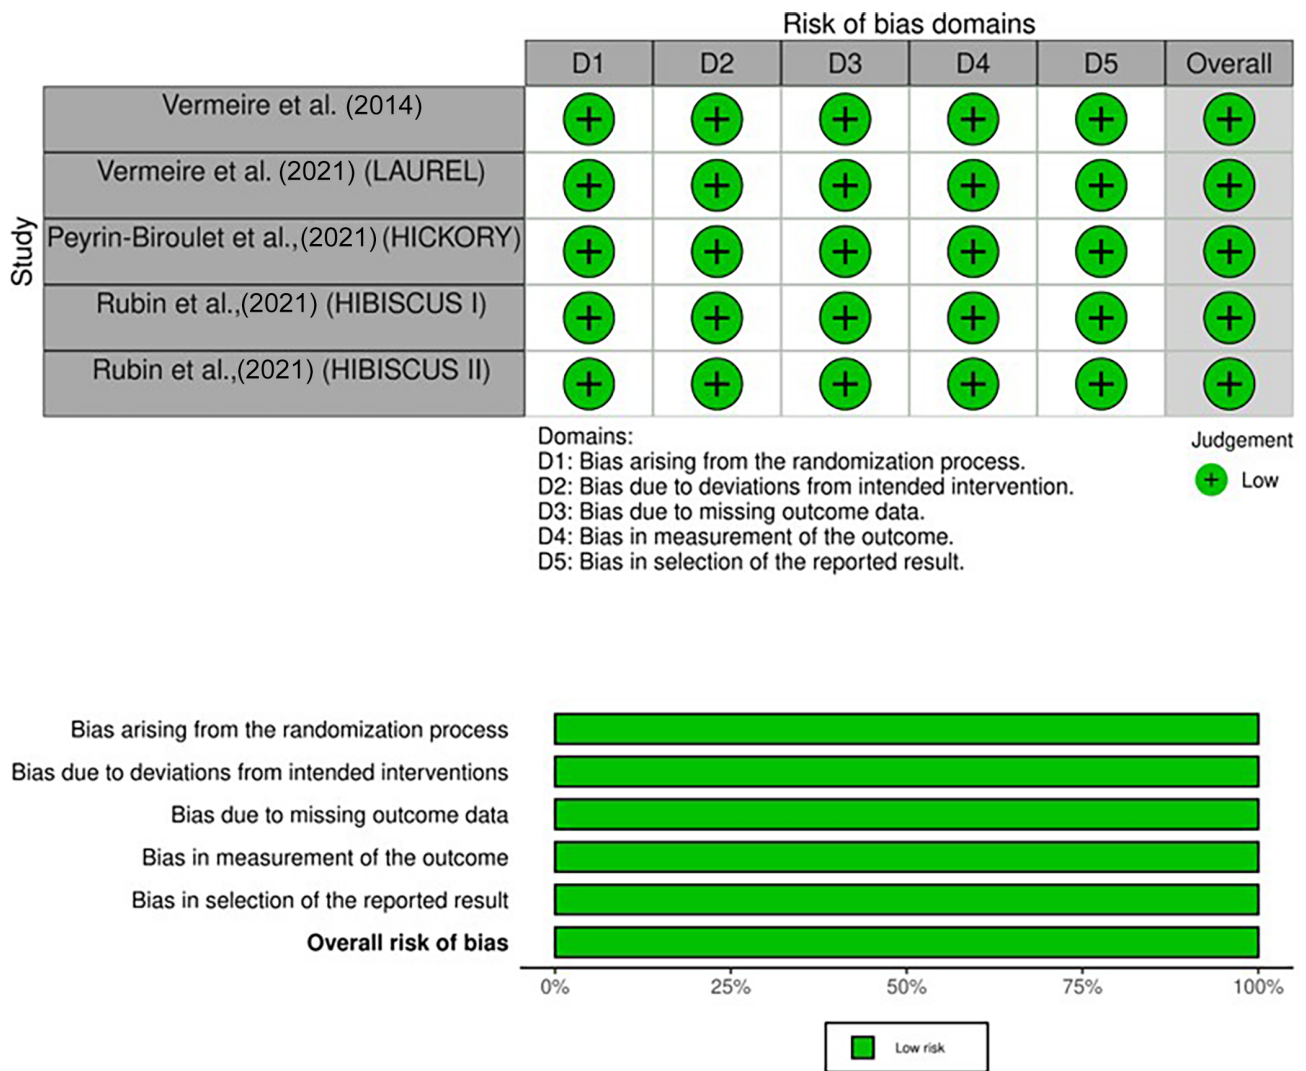 Risk of bias domains
D1 D2 D3 D4 D5 Overall
Study
Vermeire et al. (2014)
+ + + + + +
Vermeire et al. (2021) (LAUREL)
+ + + + + +
Peyrin-Biroulet et al.,(2021) (HICKORY)
+ + + + + +
Rubin et al.,(2021) (HIBISCUS I)
+ + + + + +
Rubin et al.,(2021) (HIBISCUS II)
+ + + + + +
Domains:
D1: Bias arising from the randomization process.
D2: Bias due to deviations from intended intervention.
D3: Bias due to missing outcome data.
D4: Bias in measurement of the outcome.
D5: Bias in selection of the reported result.
Judgement
+ Low
Bias arising from the randomization process
Bias due to deviations from intended interventions
Bias due to missing outcome data
Bias in measurement of the outcome
Bias in selection of the reported result
Overall risk of bias
0% 25% 50% 75% 100%
Low risk